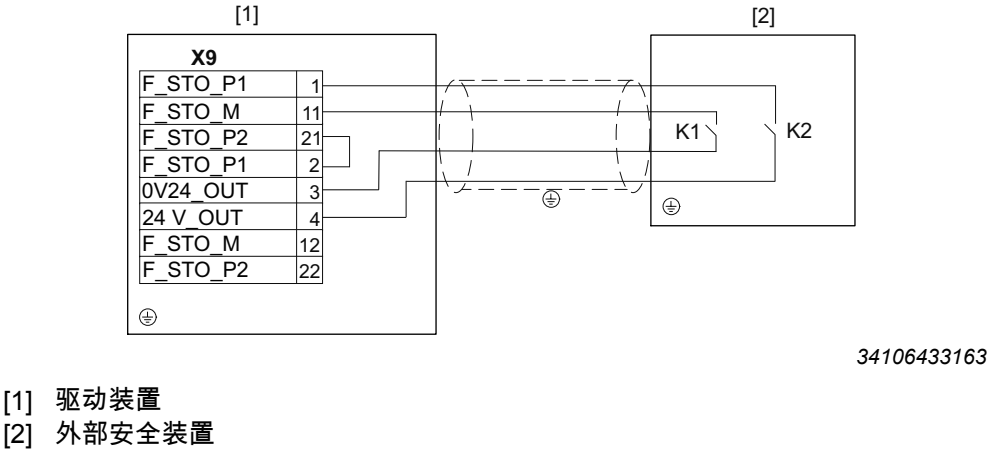 [1] [2]
X9
F_STO_P1 1
F_STO_M 11
F_STO_P2 21
K1 K2
F_STO_P1 2
0V24_OUT 3
24 V_OUT 4
F_STO_M 12
F_STO_P2 22
34106433163
[1] 驱动装置
[2] 外部安全装置